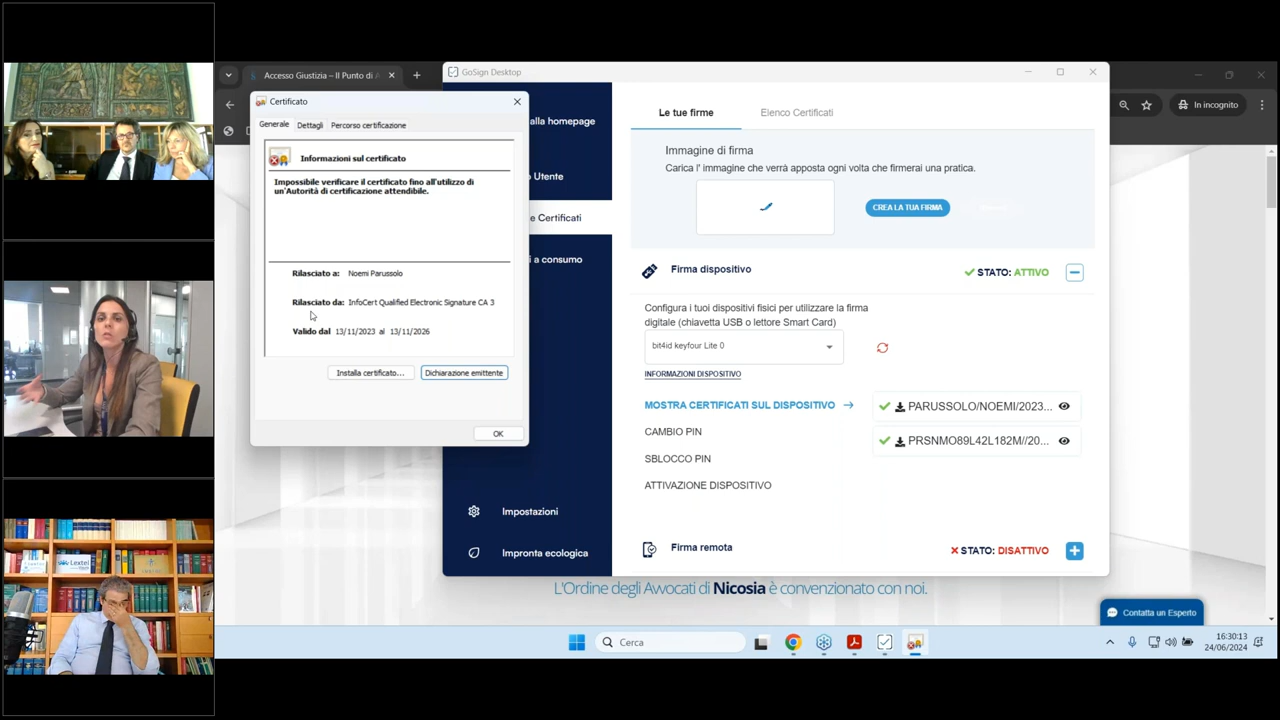 Accesso Giustizia – Il Punto di A
In incognito
Certificato
Generale
Dettagli
Percorso certificazione
Informazioni sul certificato
Impossibile verificare il certificato fino all'utilizzo di
un'Autorità di certificazione attendibile.
Rilasciato a: Noemi Parussolo
Rilasciato da: InfoCert Qualified Electronic Signature CA 3
Valido dal 13/11/2023 al 13/11/2026
Installa certificato...
Dichiarazione emittente
OK
GoSign Desktop
alla homepage
Utente
e Certificati
i a consumo
Impostazioni
Impronta ecologica
Le tue firme
Elenco Certificati
Immagine di firma
Carica l' immagine che verrà apposta ogni volta che firmerai una pratica.
CREA LA TUA FIRMA
Firma dispositivo
STATO: ATTIVO
Configura i tuoi dispositivi fisici per utilizzare la firma
digitale (chiavetta USB o lettore Smart Card)
bit4id keyfour Lite 0
INFORMAZIONI DISPOSITIVO
MOSTRA CERTIFICATI SUL DISPOSITIVO
PARUSSOLO/NOEMI/2023...
CAMBIO PIN
PRSNMO89L42L182M//20...
SBLOCCO PIN
ATTIVAZIONE DISPOSITIVO
Firma remota
STATO: DISATTIVO
L'Ordine degli Avvocati di Nicosia è convenzionato con noi.
Contatta un Esperto
Cerca
16:30:13
24/06/2024
Lextel